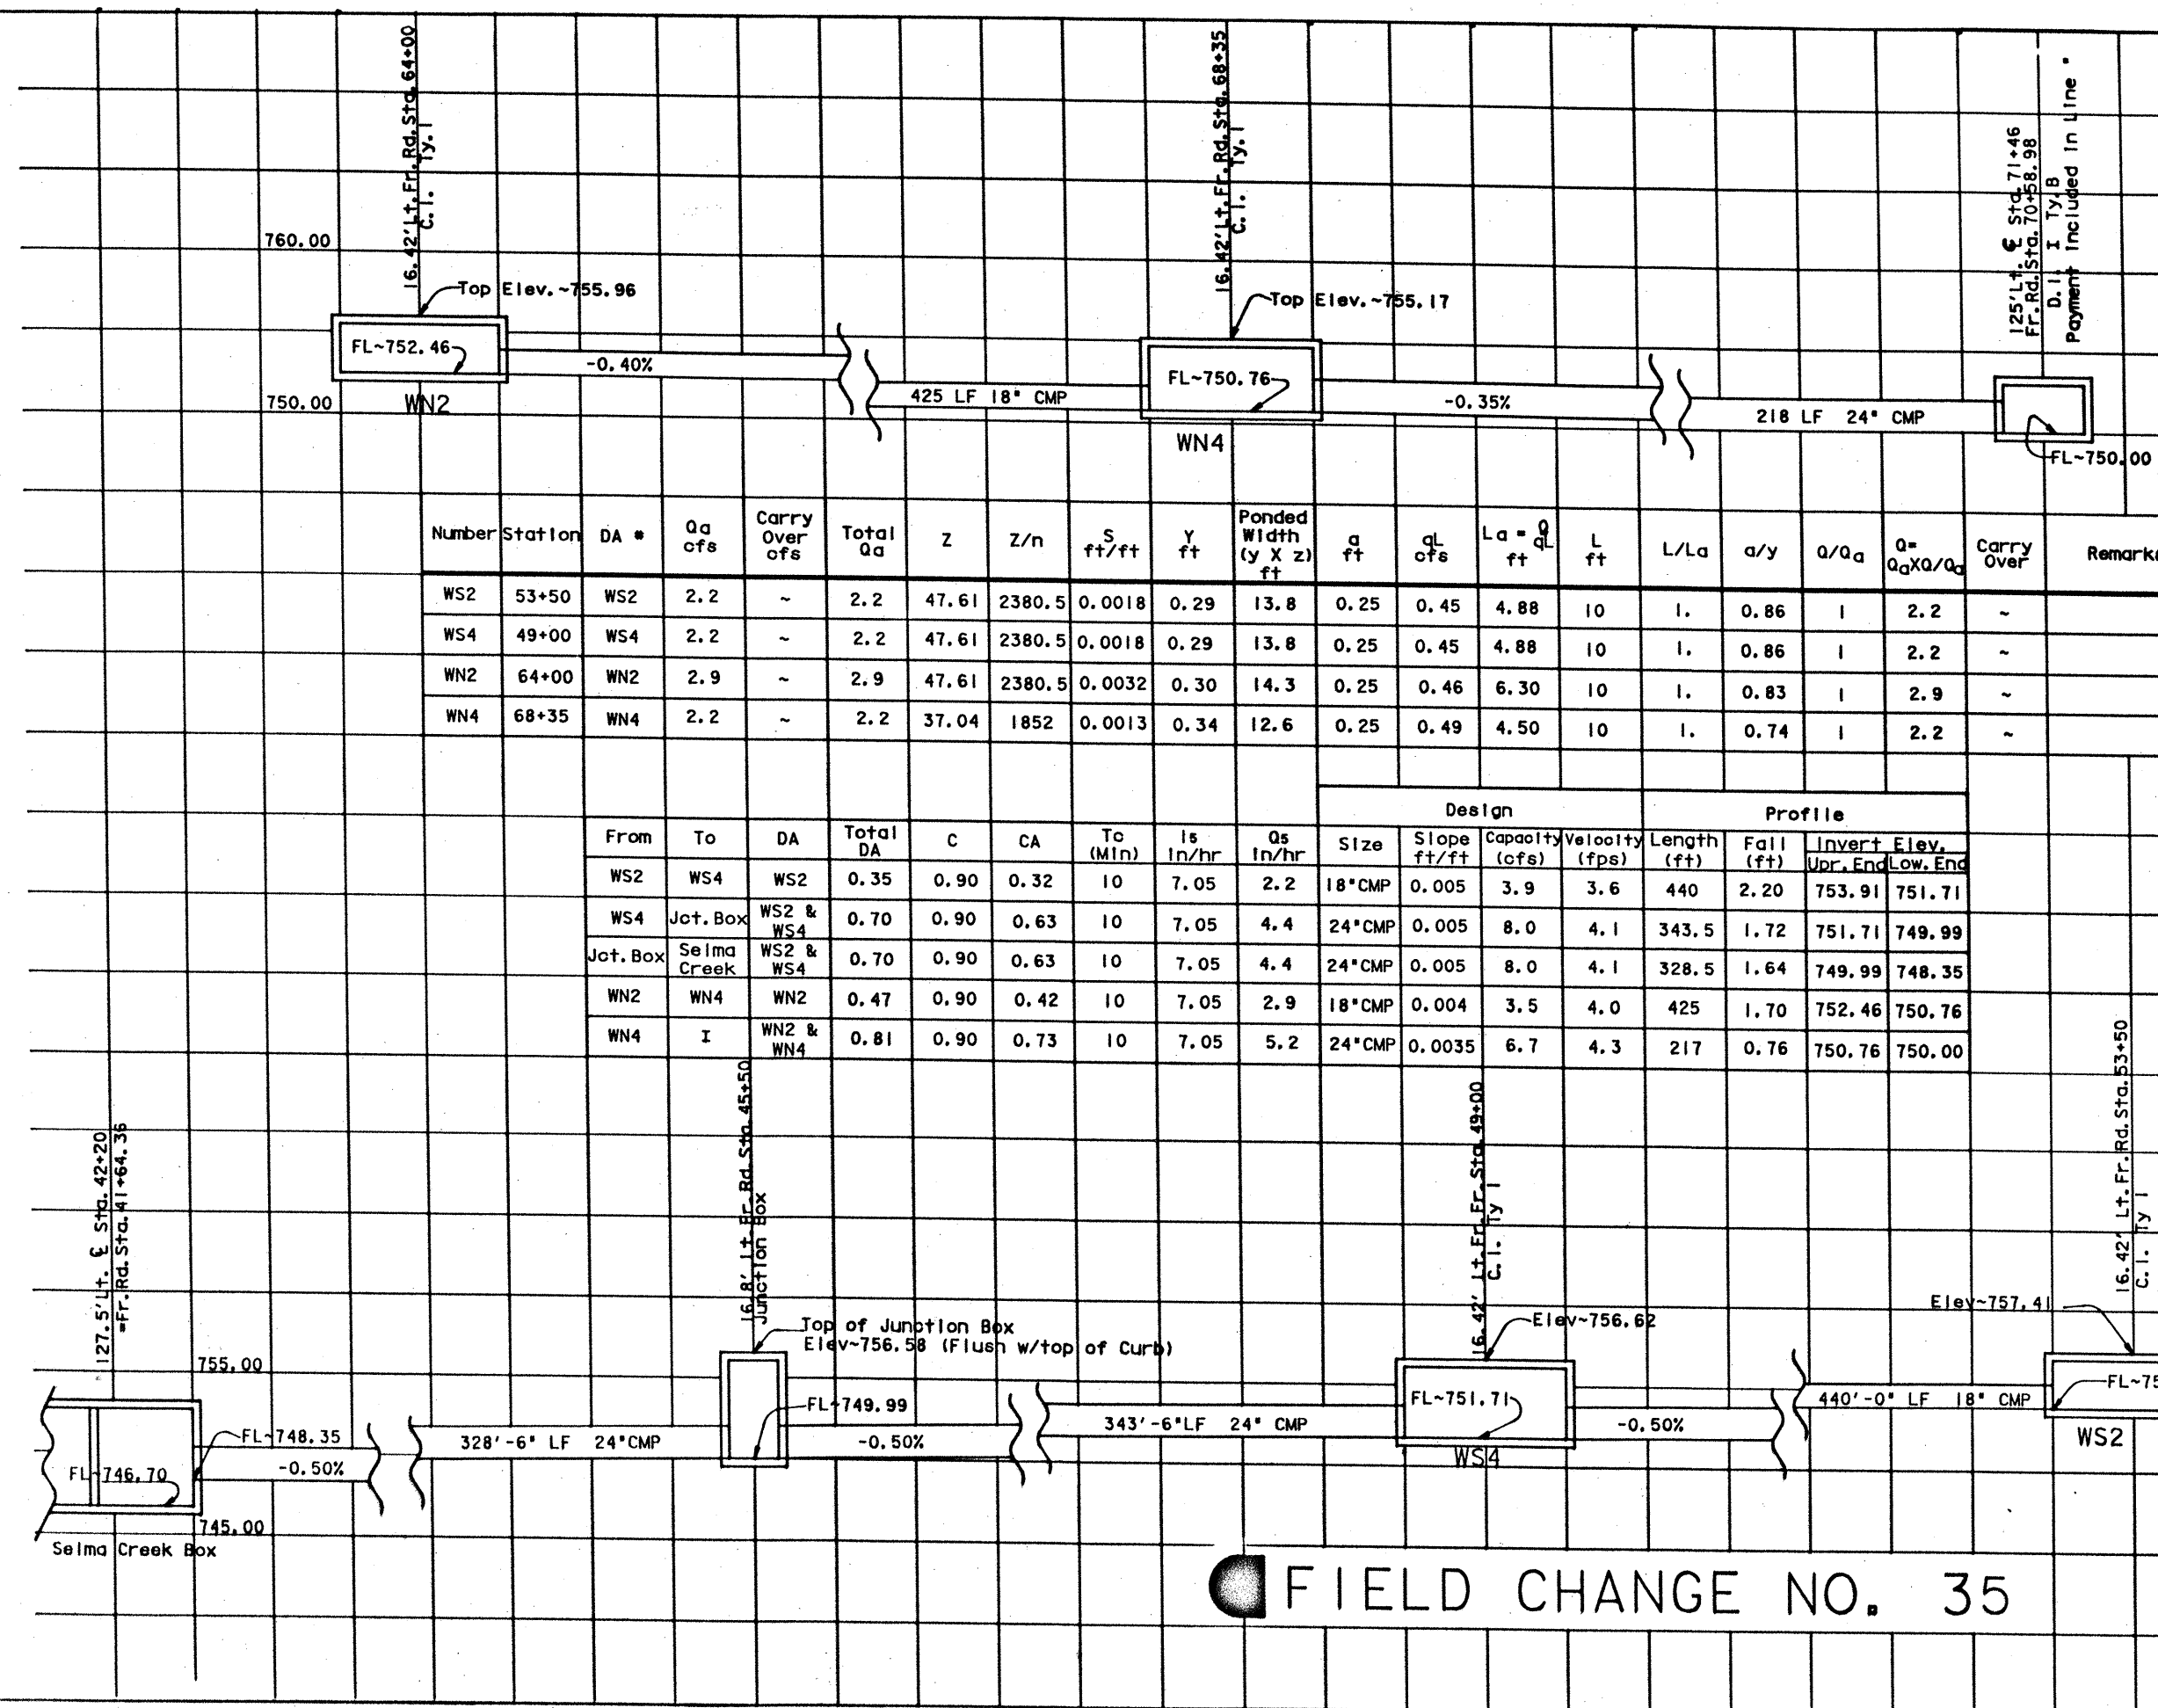 16.42' Lt. Fr. Rd. Sta. 64+00
C. I. Ty. I
16.42' Lt. Fr. Rd. Sta. 68+35
C. I. Ty. I
125' Lt. ℄ Sta. 71+46
Fr. Rd. Sta. 70+58.98
D. I. I Ty. B
Payment Included In Line "
760.00
Top Elev. ~755.96
Top Elev. ~755.17
FL~752.46
-0.40%
FL~750.76
750.00
WN2
425 LF 18" CMP
-0.35%
218 LF 24" CMP
WN4
FL~750.00
Number Station DA # Qa cfs Carry Over cfs Total Qa Z Z/n S ft/ft Y ft Ponded Width (y X z) ft a ft qL cfs La = Q/qL ft L ft L/La a/y Q/Qa Q= QaXQ/Qa Carry Over
WS2 53+50 WS2 2.2 ~ 2.2 47.61 2380.5 0.0018 0.29 13.8 0.25 0.45 4.88 10 1. 0.86 1 2.2 ~
WS4 49+00 WS4 2.2 ~ 2.2 47.61 2380.5 0.0018 0.29 13.8 0.25 0.45 4.88 10 1. 0.86 1 2.2 ~
WN2 64+00 WN2 2.9 ~ 2.9 47.61 2380.5 0.0032 0.30 14.3 0.25 0.46 6.30 10 1. 0.83 1 2.9 ~
WN4 68+35 WN4 2.2 ~ 2.2 37.04 1852 0.0013 0.34 12.6 0.25 0.49 4.50 10 1. 0.74 1 2.2 ~
Design Profile
From To DA Total DA C CA Tc (Min) I5 in/hr Q5 in/hr Size Slope ft/ft Capacity (cfs) Velocity (fps) Length (ft) Fall (ft) Invert Elev. Upr. End Low. End
WS2 WS4 WS2 0.35 0.90 0.32 10 7.05 2.2 18"CMP 0.005 3.9 3.6 440 2.20 753.91 751.71
WS4 Jct. Box WS2 & WS4 0.70 0.90 0.63 10 7.05 4.4 24"CMP 0.005 8.0 4.1 343.5 1.72 751.71 749.99
Jct. Box Selma Creek WS2 & WS4 0.70 0.90 0.63 10 7.05 4.4 24"CMP 0.005 8.0 4.1 328.5 1.64 749.99 748.35
WN2 WN4 WN2 0.47 0.90 0.42 10 7.05 2.9 18"CMP 0.004 3.5 4.0 425 1.70 752.46 750.76
WN4 I WN2 & WN4 0.81 0.90 0.73 10 7.05 5.2 24"CMP 0.0035 6.7 4.3 217 0.76 750.76 750.00
127.5' Lt. ℄ Sta. 42+20
=Fr. Rd. Sta. 41+64.36
16.8' Lt. Fr. Rd. Sta. 45+50
Junction Box
16.42' Lt. Fr. Fr. Sta. 49+00
C. I. Ty I
16.42' Lt. Fr. Rd. Sta. 53+50
C. I. Ty I
755.00
Top of Junction Box
Elev~756.58 (Flush w/top of Curb)
Elev~756.62
Elev~757.41
FL~748.35
FL~746.70
-0.50%
328'-6" LF 24"CMP
FL~749.99
-0.50%
343'-6"LF 24" CMP
FL~751.71
WS4
-0.50%
440'-0" LF 18" CMP
WS2
745.00
Selma Creek Box
FIELD CHANGE NO. 35